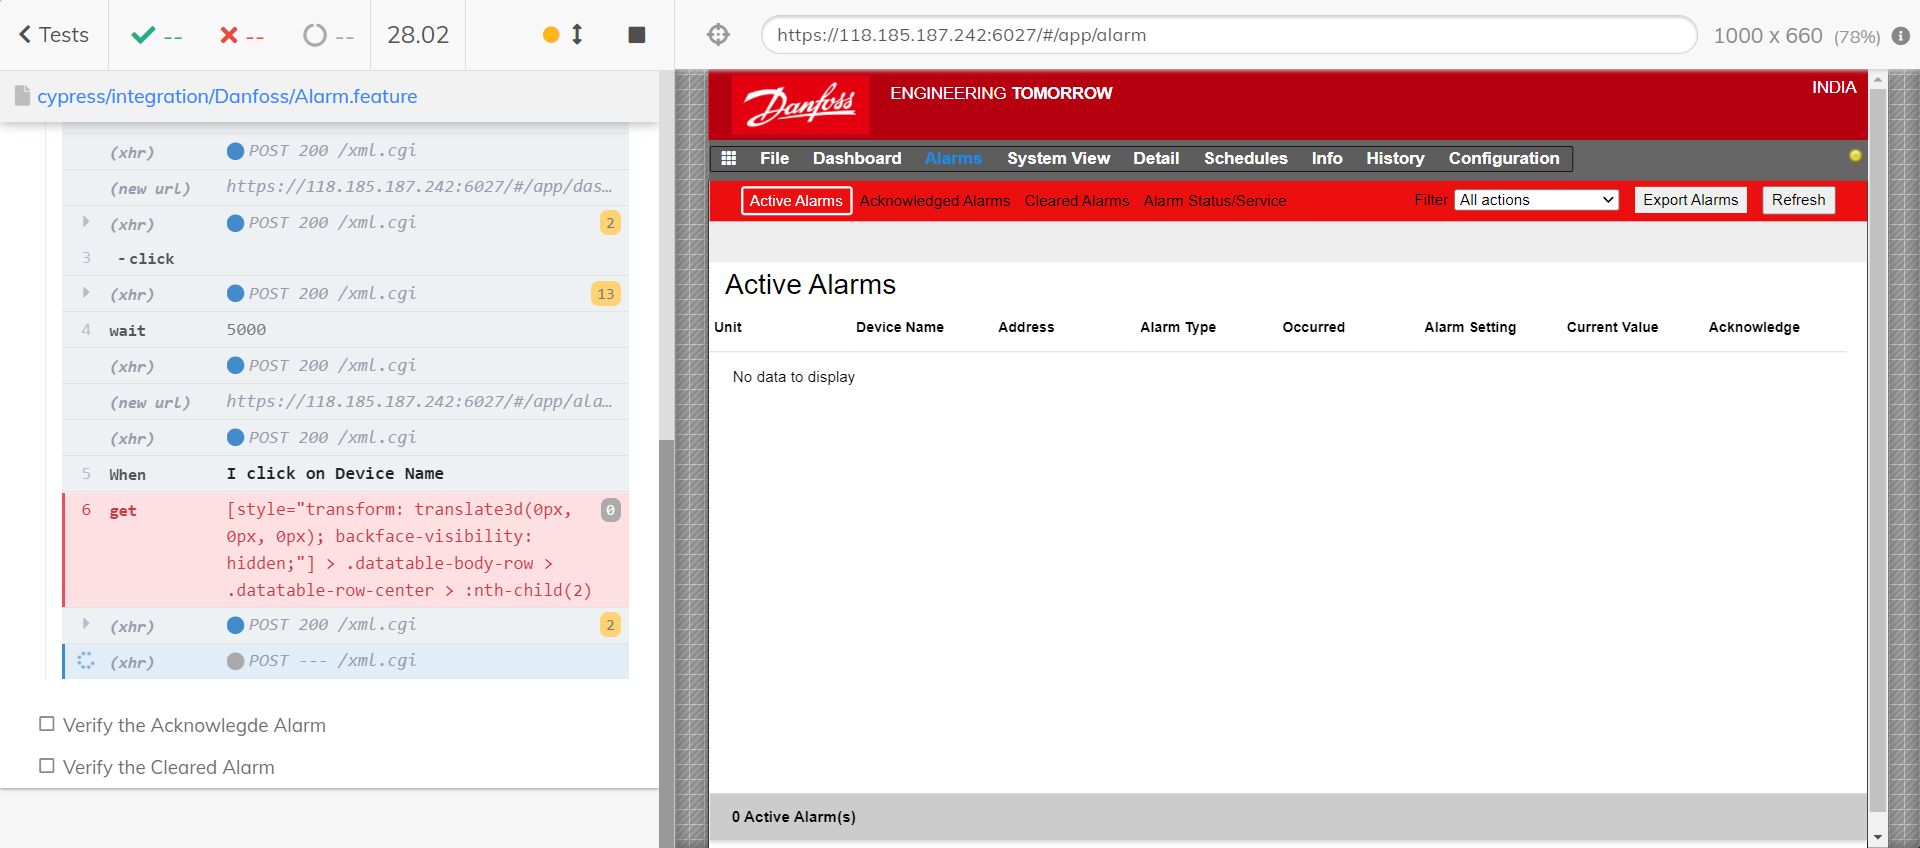 Tests
--
--
--
28.02
https://118.185.187.242:6027/#/app/alarm
1000 x 660 (78%)
cypress/integration/Danfoss/Alarm.feature
(xhr) POST 200 /xml.cgi
(new url) https://118.185.187.242:6027/#/app/das…
(xhr) POST 200 /xml.cgi 2
3 -click
(xhr) POST 200 /xml.cgi 13
4 wait 5000
(xhr) POST 200 /xml.cgi
(new url) https://118.185.187.242:6027/#/app/ala…
(xhr) POST 200 /xml.cgi
5 When I click on Device Name
6 get [style="transform: translate3d(0px, 0
0px, 0px); backface-visibility:
hidden;"] > .datatable-body-row >
.datatable-row-center > :nth-child(2)
(xhr) POST 200 /xml.cgi 2
(xhr) POST --- /xml.cgi
Verify the Acknowlegde Alarm
Verify the Cleared Alarm
Danfoss
ENGINEERING TOMORROW
INDIA
File Dashboard Alarms System View Detail Schedules Info History Configuration
Active Alarms Acknowledged Alarms Cleared Alarms Alarm Status/Service Filter All actions Export Alarms Refresh
Active Alarms
Unit Device Name Address Alarm Type Occurred Alarm Setting Current Value Acknowledge
No data to display
0 Active Alarm(s)